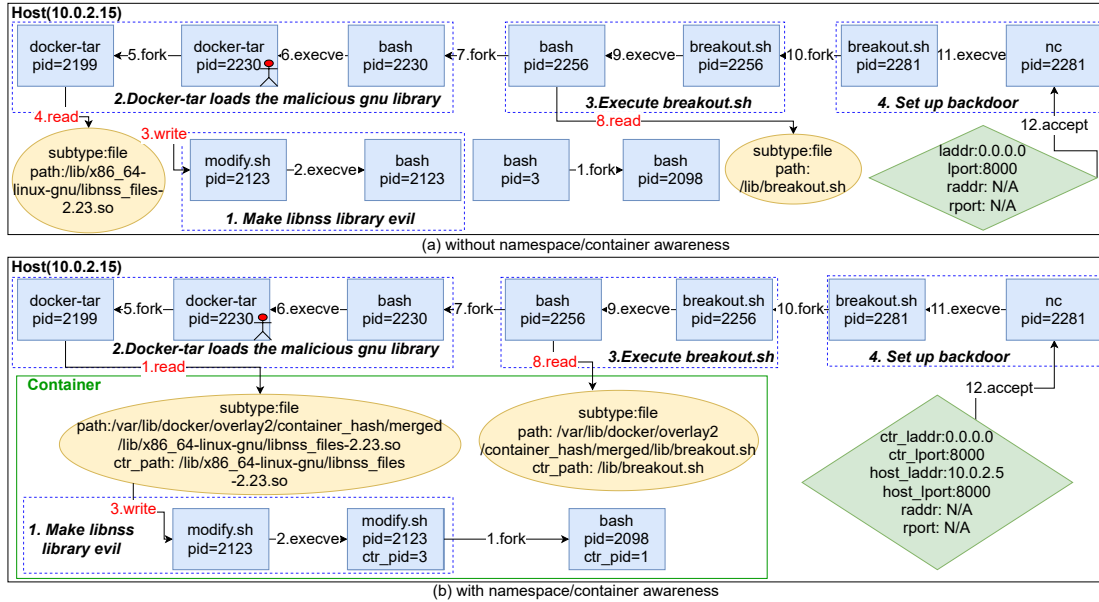 Host(10.0.2.15)
docker-tar
pid=2199
5.fork
docker-tar
pid=2230
6.execve
bash
pid=2230
7.fork
bash
pid=2256
9.execve
breakout.sh
pid=2256
10.fork
breakout.sh
pid=2281
11.execve
nc
pid=2281
2.Docker-tar loads the malicious gnu library
3.Execute breakout.sh
4. Set up backdoor
4.read
8.read
12.accept
3.write
subtype:file
path:/lib/x86_64-
linux-gnu/libnss_files-
2.23.so
modify.sh
pid=2123
2.execve
bash
pid=2123
1. Make libnss library evil
bash
pid=3
1.fork
bash
pid=2098
subtype:file
path:
/lib/breakout.sh
laddr:0.0.0.0
lport:8000
raddr: N/A
rport: N/A
(a) without namespace/container awareness
Host(10.0.2.15)
docker-tar
pid=2199
5.fork
docker-tar
pid=2230
6.execve
bash
pid=2230
7.fork
bash
pid=2256
9.execve
breakout.sh
pid=2256
10.fork
breakout.sh
pid=2281
11.execve
nc
pid=2281
2.Docker-tar loads the malicious gnu library
3.Execute breakout.sh
4. Set up backdoor
1.read
8.read
12.accept
Container
subtype:file
path:/var/lib/docker/overlay2/container_hash/merged
/lib/x86_64-linux-gnu/libnss_files-2.23.so
ctr_path: /lib/x86_64-linux-gnu/libnss_files
-2.23.so
subtype:file
path: /var/lib/docker/overlay2
/container_hash/merged/lib/breakout.sh
ctr_path: /lib/breakout.sh
ctr_laddr:0.0.0.0
ctr_lport:8000
host_laddr:10.0.2.5
host_lport:8000
raddr: N/A
rport: N/A
3.write
1. Make libnss
library evil
modify.sh
pid=2123
2.execve
modify.sh
pid=2123
ctr_pid=3
1.fork
bash
pid=2098
ctr_pid=1
(b) with namespace/container awareness